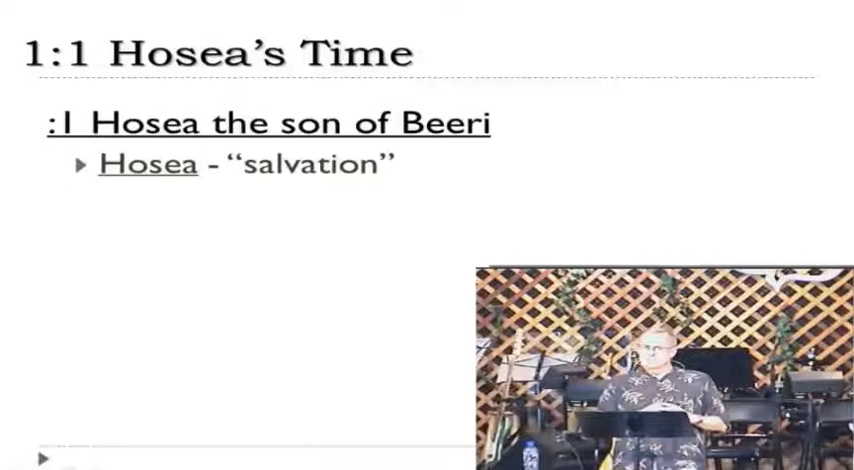 1:1 Hosea's Time
:1 Hosea the son of Beeri
Hosea - “salvation”